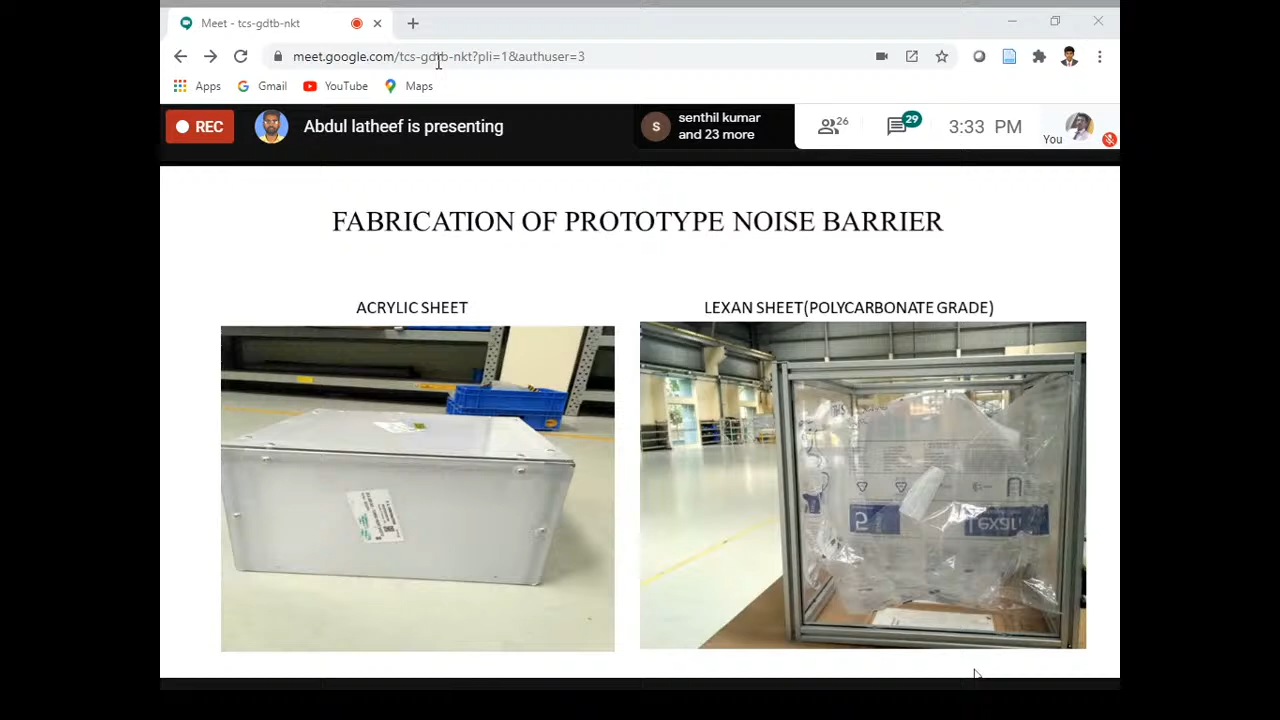 Meet - tcs-gdtb-nkt
meet.google.com/tcs-gdtb-nkt?pli=1&authuser=3
Apps
Gmail
YouTube
Maps
REC
Abdul latheef is presenting
S
senthil kumar
and 23 more
26
29
3:33 PM
You
FABRICATION OF PROTOTYPE NOISE BARRIER
ACRYLIC SHEET
LEXAN SHEET(POLYCARBONATE GRADE)
Lexan